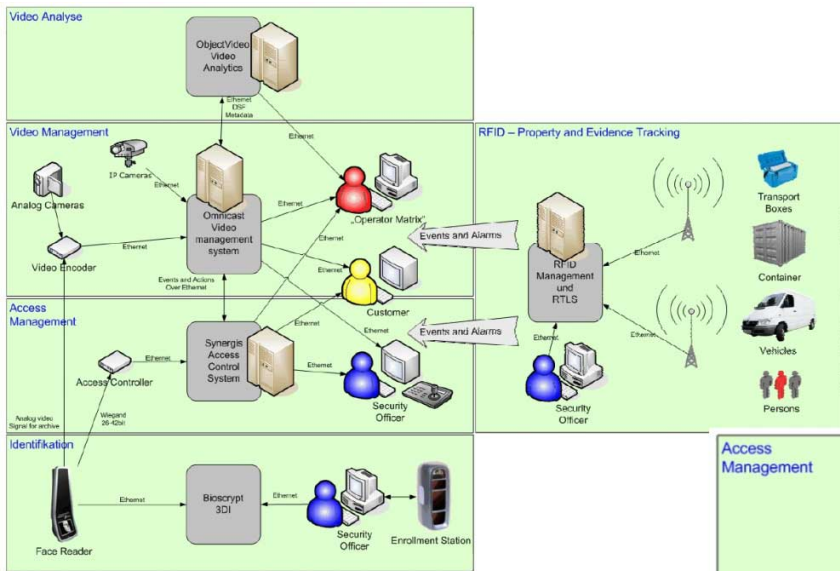 Video Analyse
ObjectVideo
Video
Analytics
Ethernet
DSF
Metadata
Ethernet
Video Management
IP Cameras
Ethernet
Analog Cameras
Omnicast
Video
management
system
Ethernet
„Operator Matrix“
Video Encoder
Ethernet
Ethernet
Customer
Events and Actions
Over Ethernet
Events and Alarms
RFID – Property and Evidence Tracking
RFID
Management
und
RTLS
Ethernet
Ethernet
Ethernet
Security
Officer
Transport
Boxes
Container
Vehicles
Persons
Access
Management
Ethernet
Ethernet
Synergis
Access
Control
System
Ethernet
Access Controller
Ethernet
Security
Officer
Events and Alarms
Analog video
Signal for archive
Wiegand
26-42bit
Identifikation
Face Reader
Ethernet
Bioscrypt
3DI
Ethernet
Security
Officer
Enrollment Station
Access
Management